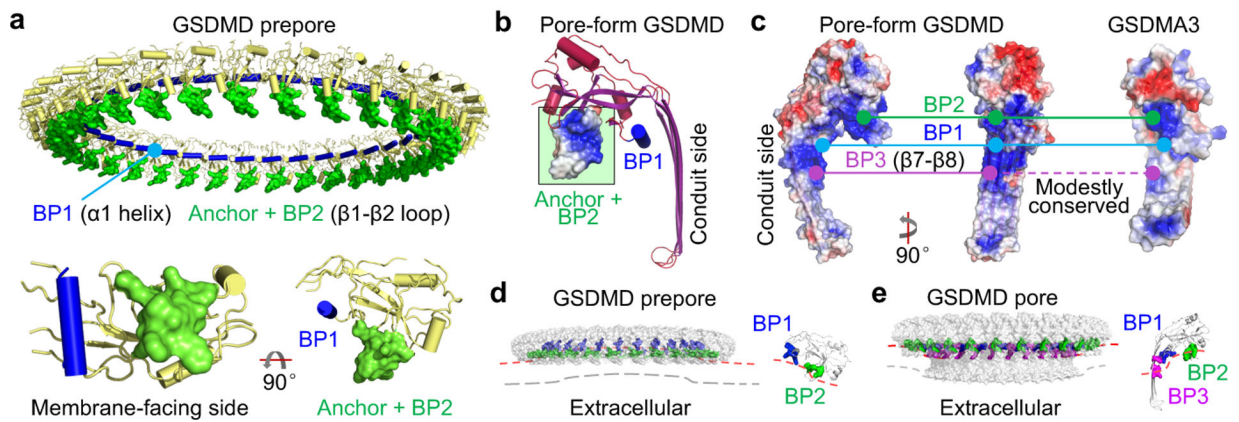 a
GSDMD prepore
BP1 (α1 helix)
Anchor + BP2 (β1-β2 loop)
BP1
90°
Membrane-facing side
Anchor + BP2
b
Pore-form GSDMD
BP1
Anchor +
BP2
Conduit side
c
Pore-form GSDMD
GSDMA3
BP2
BP1
BP3 (β7-β8)
Modestly
conserved
Conduit side
90°
d
GSDMD prepore
BP1
BP2
Extracellular
e
GSDMD pore
BP1
BP2
BP3
Extracellular